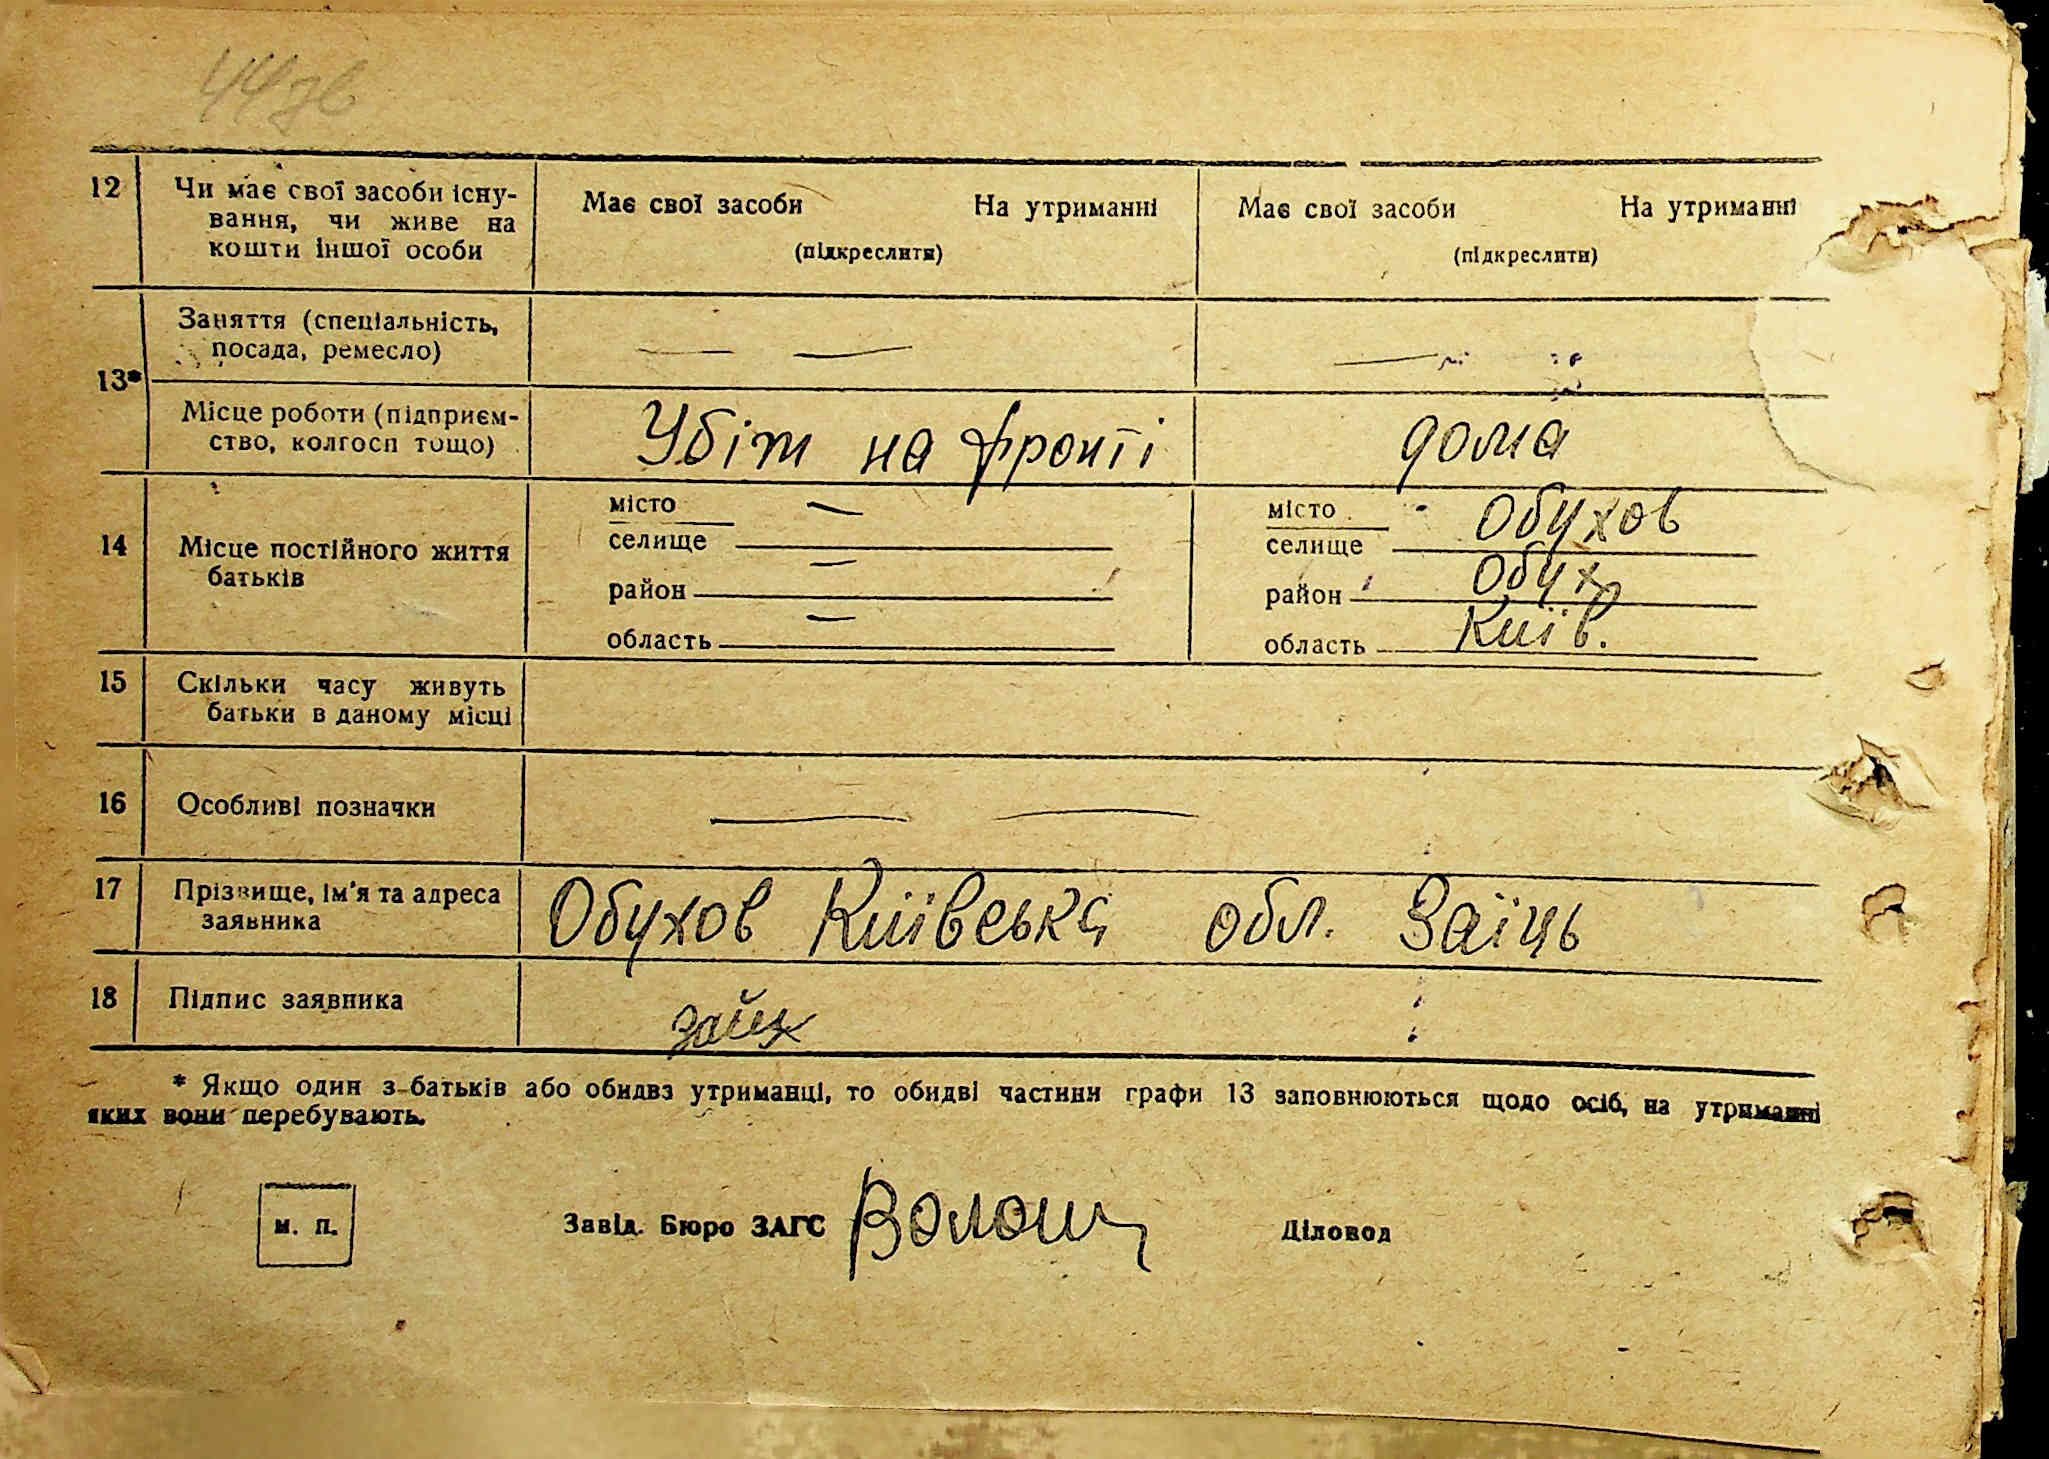 44зв
12 Чи має свої засоби існу- Має свої засоби На утриманні Має свої засоби На утриманні
вання, чи живе на
кошти іншої особи (підкреслити) (підкреслити)
Заняття (спеціальність, — — —
посада, ремесло)
13*
Місце роботи (підприєм- Убіт на фронті дома
ство, колгосп тощо)
місто — місто Обухов
селище селище
14 Місце постійного життя
батьків
район — район Обух.
область — область Київ.
15 Скільки часу живуть
батьки в даному місці
16 Особливі позначки — —
17 Прізвище, ім'я та адреса Обухов Київська обл. Заїць
заявника
18 Підпис заявника
* Якщо один з батьків або обидвз утриманці, то обидві частини графи 13 заповнюються щодо осіб, на утриманні
яких вони перебувають.
м. п. Завід. Бюро ЗАГС Волош Діловод